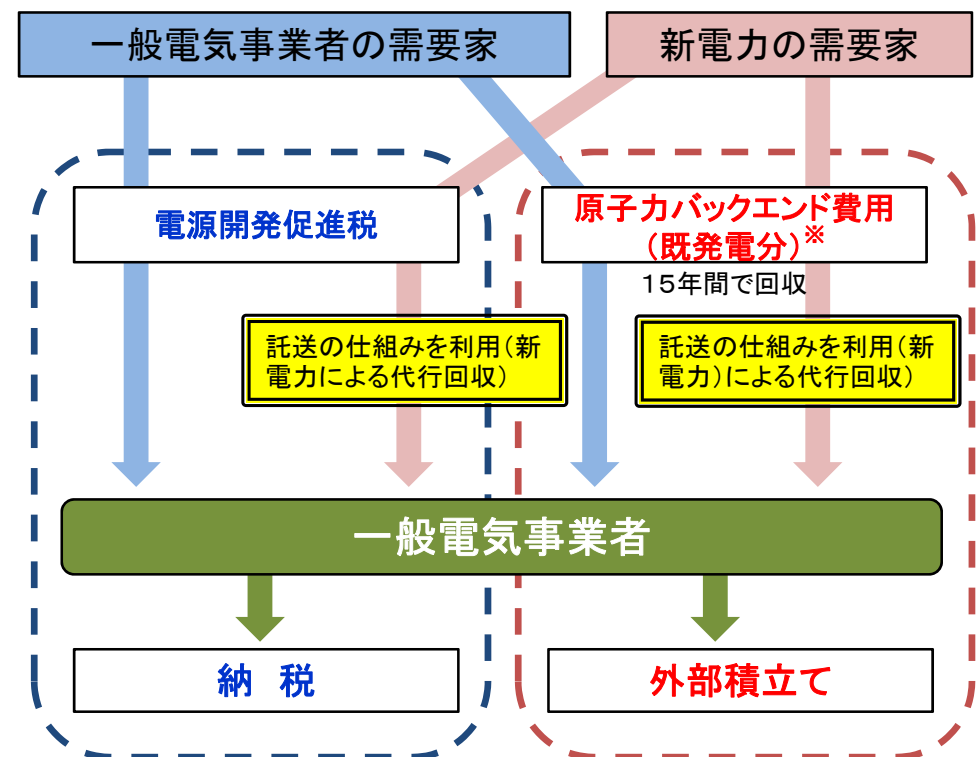 一般電気事業者の需要家
新電力の需要家
電源開発促進税
原子力バックエンド費用
(既発電分)※
15年間で回収
託送の仕組みを利用(新
電力による代行回収)
託送の仕組みを利用(新
電力)による代行回収)
一般電気事業者
納 税
外部積立て